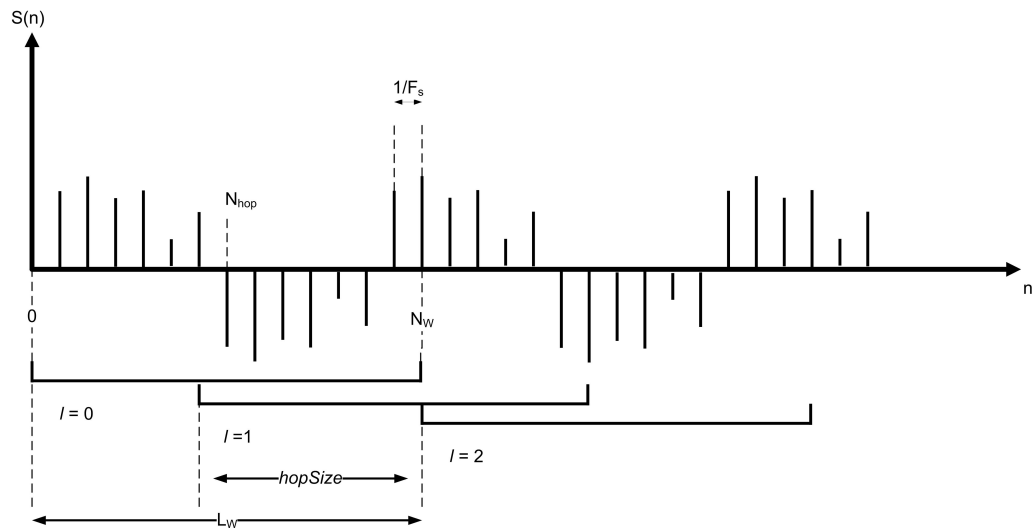 S(n)
1/Fs
Nhop
n
0
NW
l = 0
l =1
l = 2
hopSize
LW